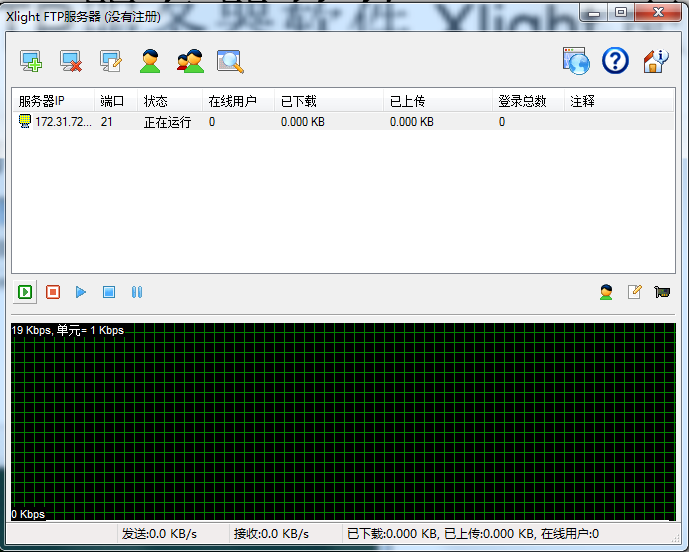 Xlight FTP服务器 (没有注册)
服务器IP 端口 状态 在线用户 已下载 已上传 登录总数 注释
172.31.72... 21 正在运行 0 0.000 KB 0.000 KB 0
19 Kbps, 单元= 1 Kbps
0 Kbps
发送:0.0 KB/s 接收:0.0 KB/s 已下载:0.000 KB, 已上传:0.000 KB, 在线用户:0